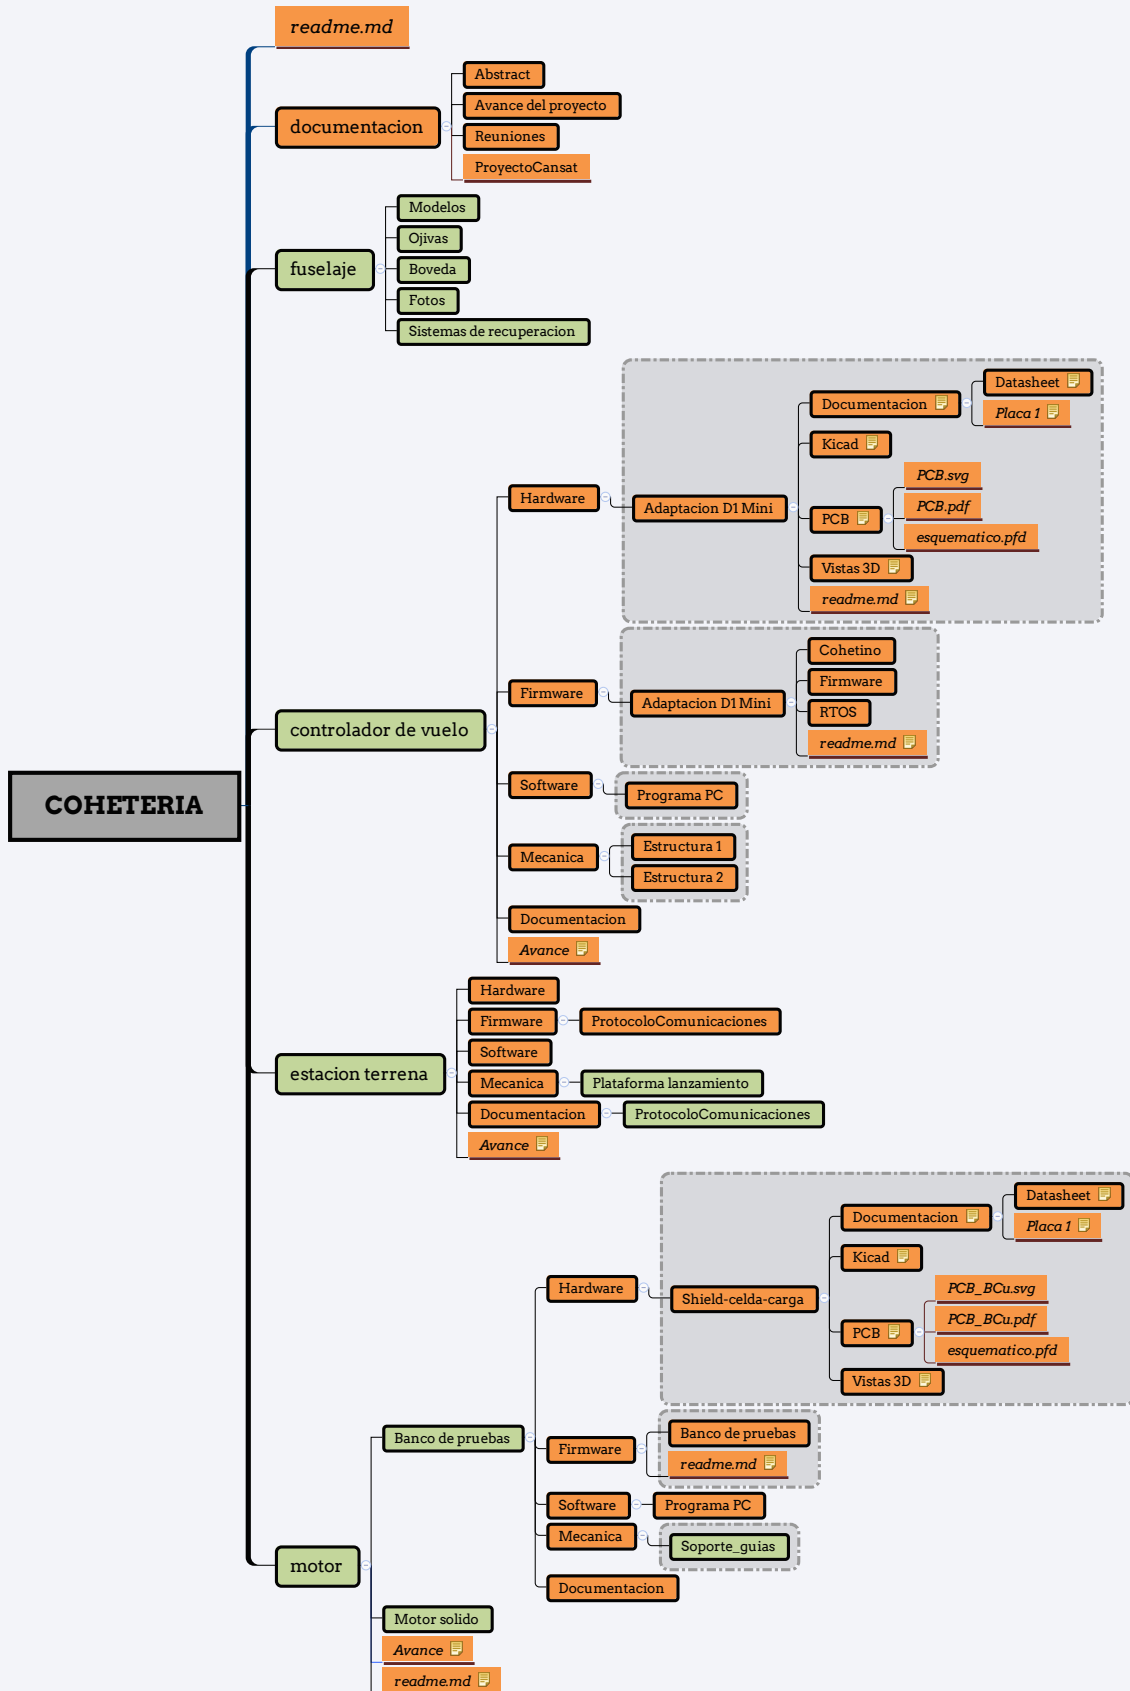 readme.md
Abstract
Avance del proyecto
documentacion
Reuniones
ProyectoCansat
Modelos
Ojivas
fuselaje
Boveda
Fotos
Sistemas de recuperacion
Datasheet
Documentacion
Placa 1
Kicad
PCB.svg
Hardware
Adaptacion D1 Mini
PCB.pdf
PCB
esquematico.pfd
Vistas 3D
readme.md
Cohetino
Firmware
Firmware
Adaptacion D1 Mini
RTOS
controlador de vuelo
readme.md
Software
Programa PC
COHETERIA
Estructura 1
Mecanica
Estructura 2
Documentacion
Avance
Hardware
Firmware
ProtocoloComunicaciones
Software
estacion terrena
Mecanica
Plataforma lanzamiento
Documentacion
ProtocoloComunicaciones
Avance
Datasheet
Documentacion
Placa 1
Kicad
Hardware
PCB_BCu.svg
Shield-celda-carga
PCB_BCu.pdf
PCB
esquematico.pfd
Vistas 3D
Banco de pruebas
Banco de pruebas
Firmware
readme.md
Software
Programa PC
Mecanica
Soporte_guias
motor
Documentacion
Motor solido
Avance
readme.md